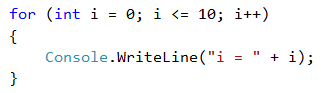 for (int i = 0; i <= 10; i++)
{
    Console.WriteLine("i = " + i);
}